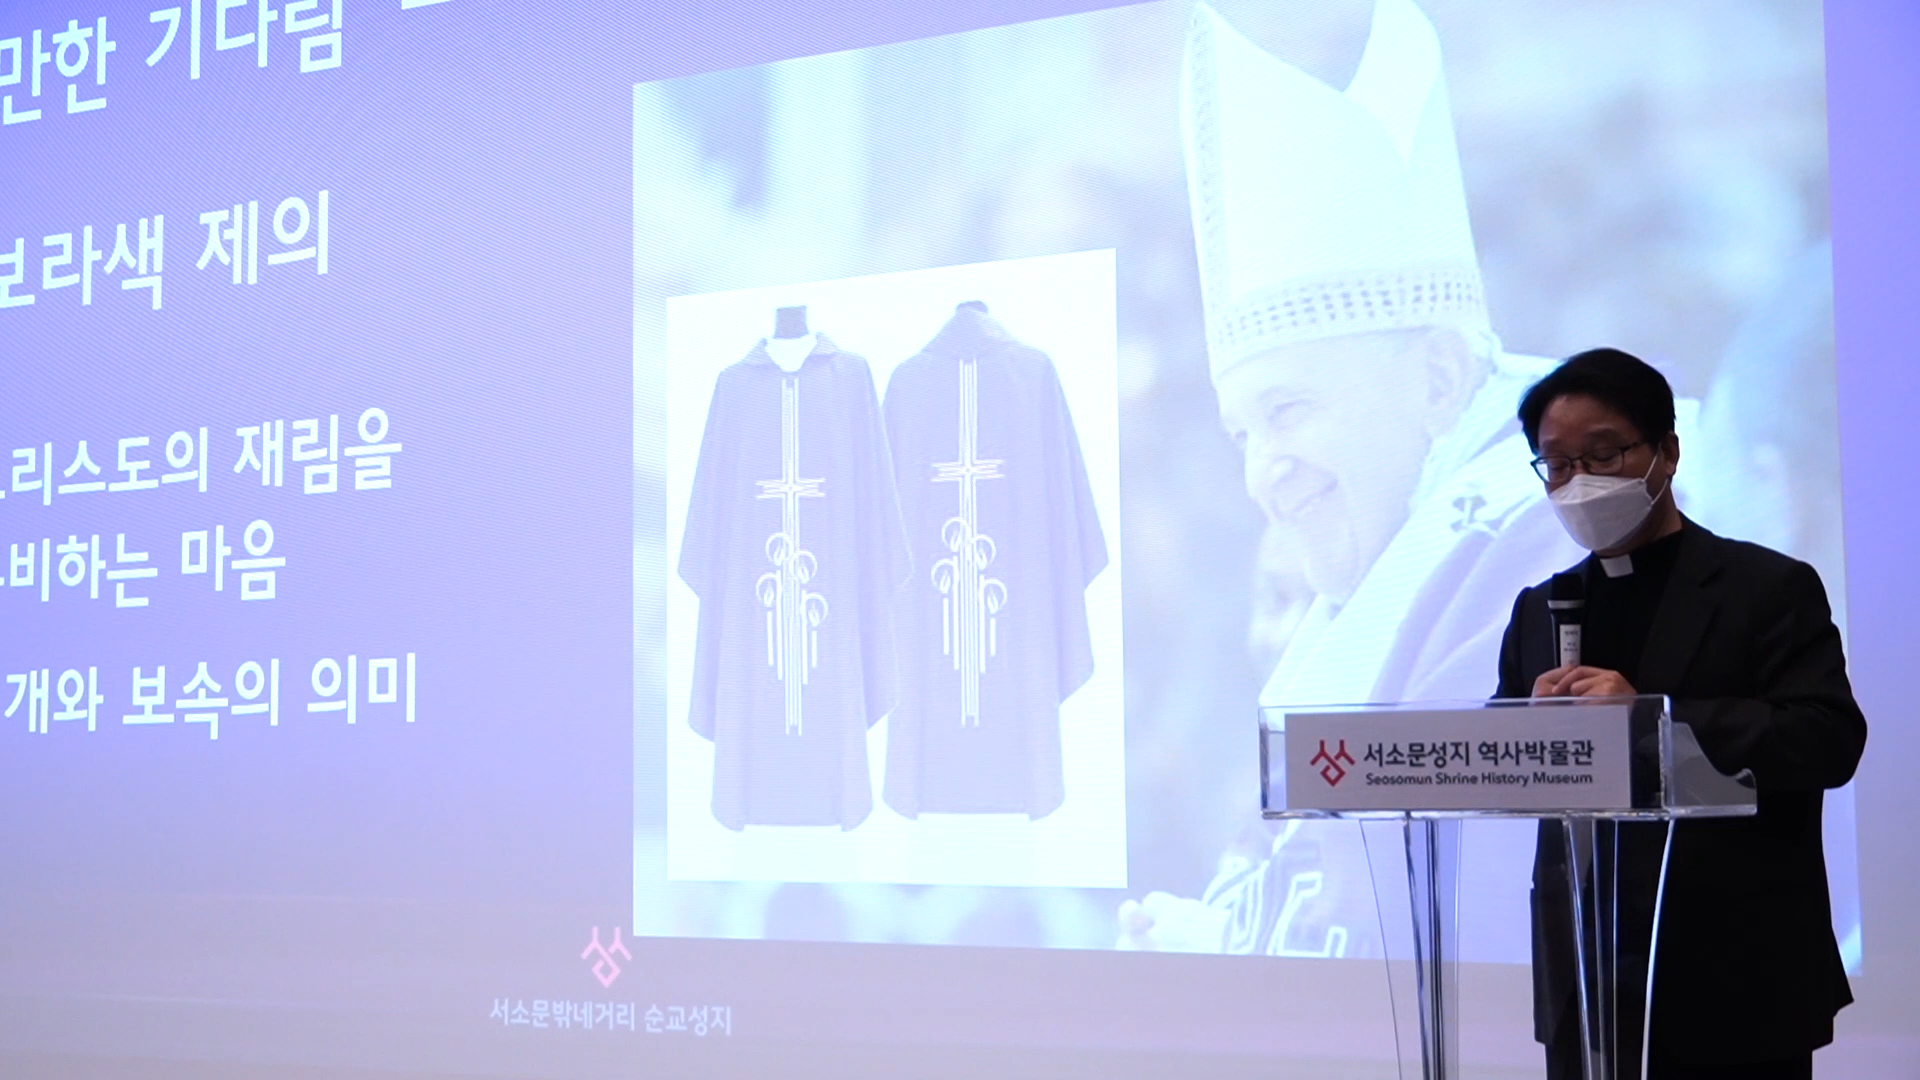 만한 기다림
보라색 제의
리스도의 재림을
비하는 마음
개와 보속의 의미
서소문밖네거리 순교성지
서소문성지 역사박물관
Seosomun Shrine History Museum